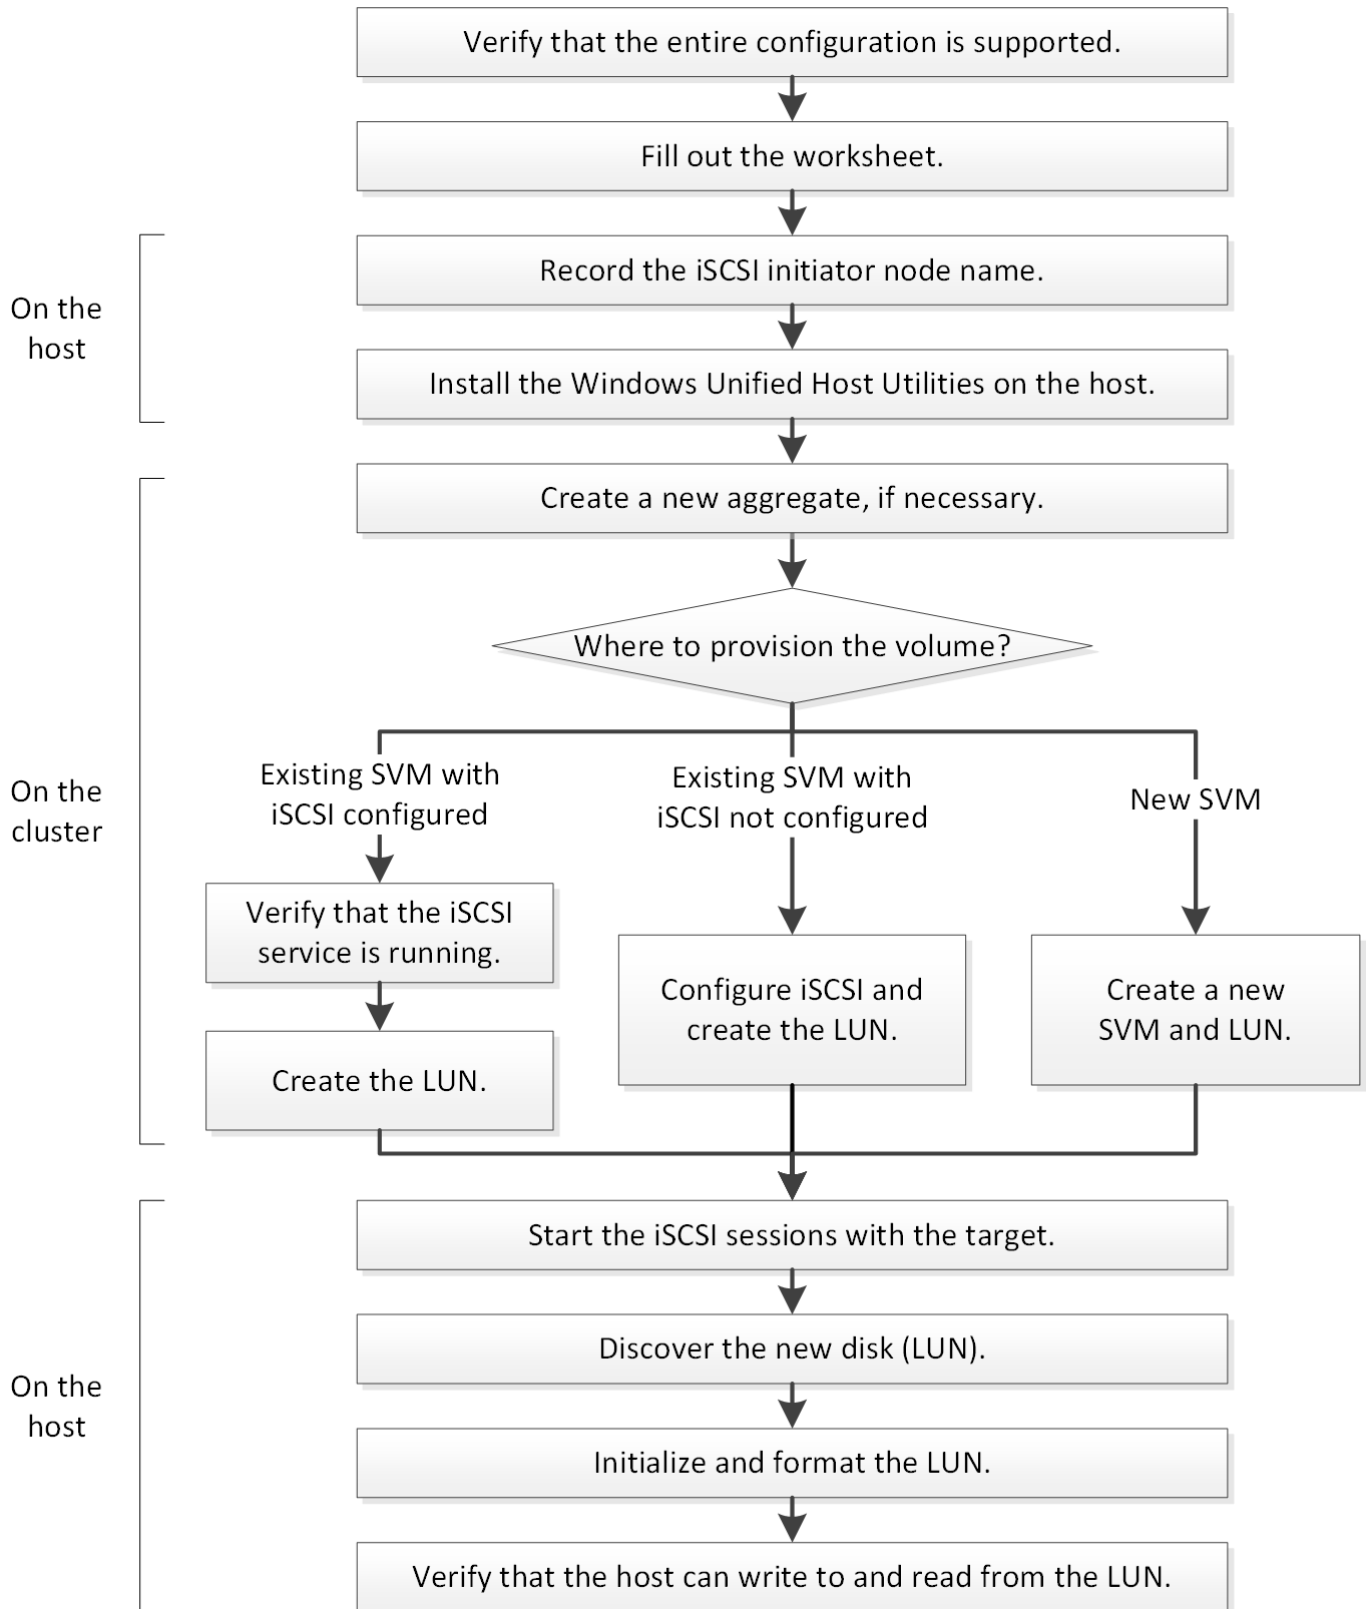 Verify that the entire configuration is supported.
Fill out the worksheet.
On the
host
Record the iSCSI initiator node name.
Install the Windows Unified Host Utilities on the host.
On the
cluster
Create a new aggregate, if necessary.
Where to provision the volume?
Existing SVM with
iSCSI configured
Existing SVM with
iSCSI not configured
New SVM
Verify that the iSCSI
service is running.
Create the LUN.
Configure iSCSI and
create the LUN.
Create a new
SVM and LUN.
On the
host
Start the iSCSI sessions with the target.
Discover the new disk (LUN).
Initialize and format the LUN.
Verify that the host can write to and read from the LUN.